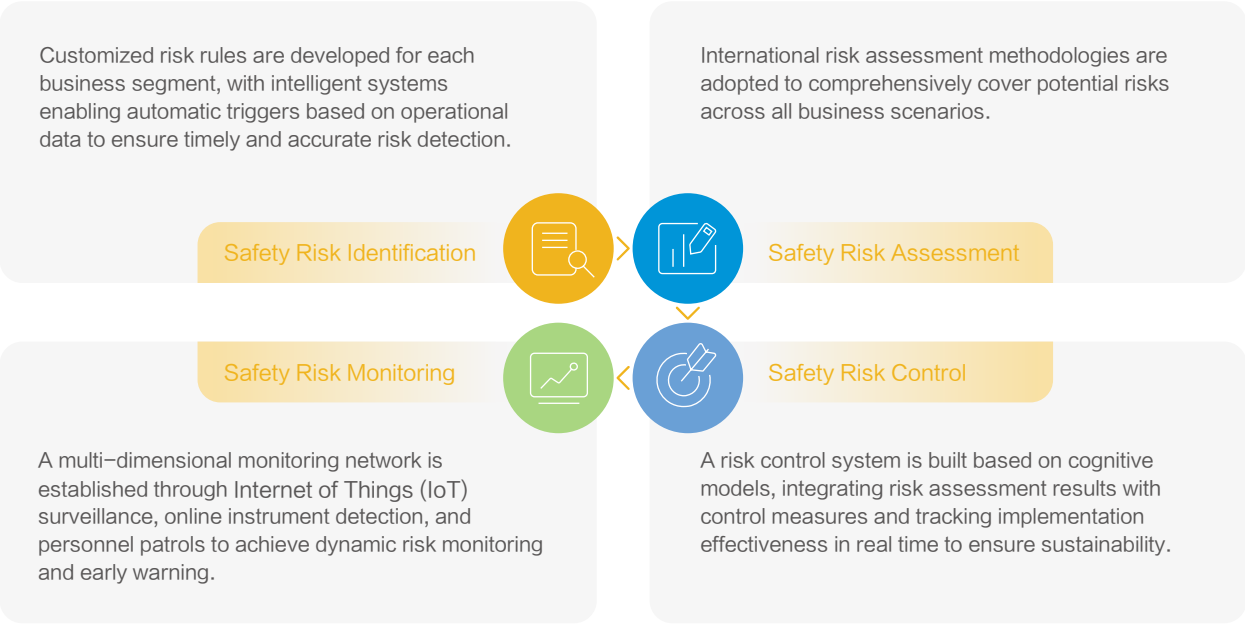 Customized risk rules are developed for each
business segment, with intelligent systems
enabling automatic triggers based on operational
data to ensure timely and accurate risk detection.
Safety Risk Identification
International risk assessment methodologies are
adopted to comprehensively cover potential risks
across all business scenarios.
Safety Risk Assessment
Safety Risk Monitoring
A multi-dimensional monitoring network is
established through Internet of Things (IoT)
surveillance, online instrument detection, and
personnel patrols to achieve dynamic risk monitoring
and early warning.
Safety Risk Control
A risk control system is built based on cognitive
models, integrating risk assessment results with
control measures and tracking implementation
effectiveness in real time to ensure sustainability.